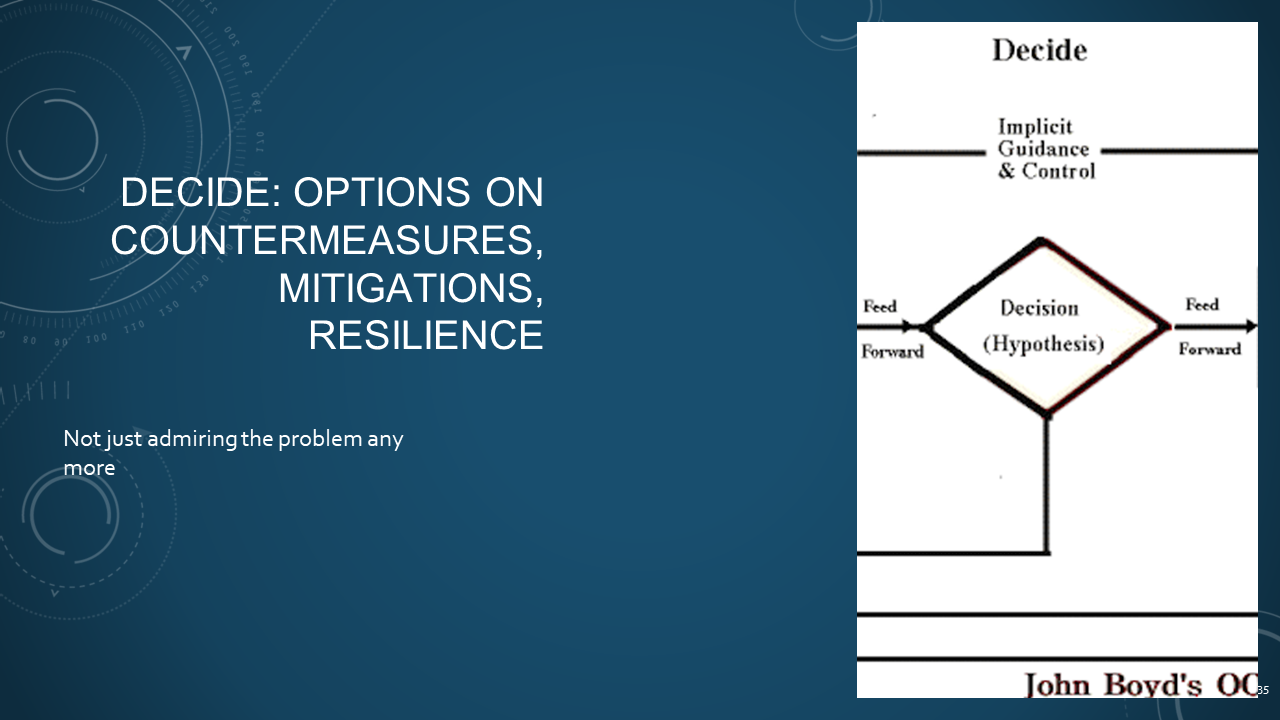 DECIDE: OPTIONS ON
COUNTERMEASURES,
MITIGATIONS,
RESILIENCE
Not just admiring the problem any
more
Decide
Implicit
Guidance
& Control
Feed
Forward
Decision
(Hypothesis)
Feed
Forward
John Boyd's OO
35